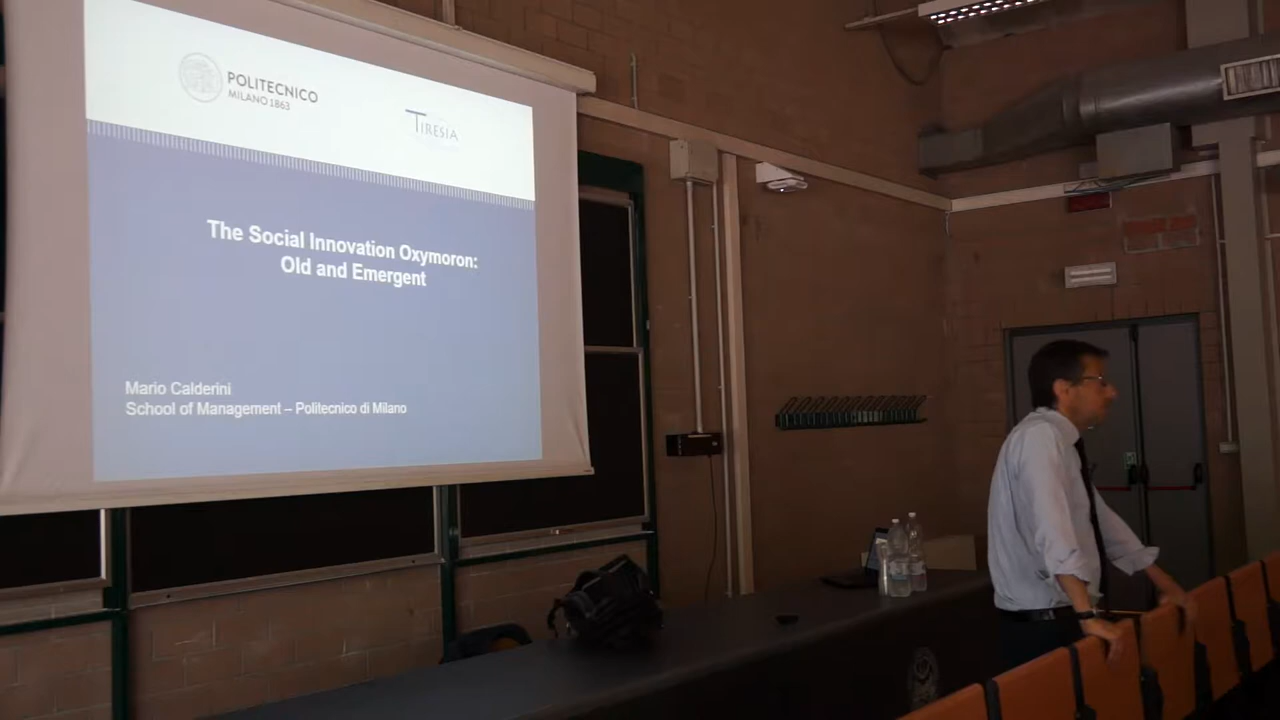 POLITECNICO
MILANO 1863
TIRESIA
The Social Innovation Oxymoron:
Old and Emergent
Mario Calderini
School of Management – Politecnico di Milano